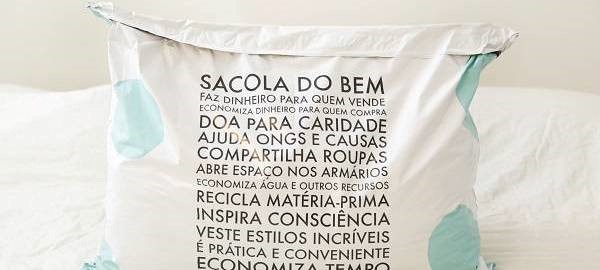 SACOLA DO BEM
FAZ DINHEIRO PARA QUEM VENDE
ECONOMIZA DINHEIRO PARA QUEM COMPRA
DOA PARA CARIDADE
AJUDA ONGS E CAUSAS
COMPARTILHA ROUPAS
ABRE ESPAÇO NOS ARMÁRIOS
ECONOMIZA ÁGUA E OUTROS RECURSOS
RECICLA MATÉRIA-PRIMA
INSPIRA CONSCIÊNCIA
VESTE ESTILOS INCRÍVEIS
É PRÁTICA E CONVENIENTE
ECONOMIZA TEMPO